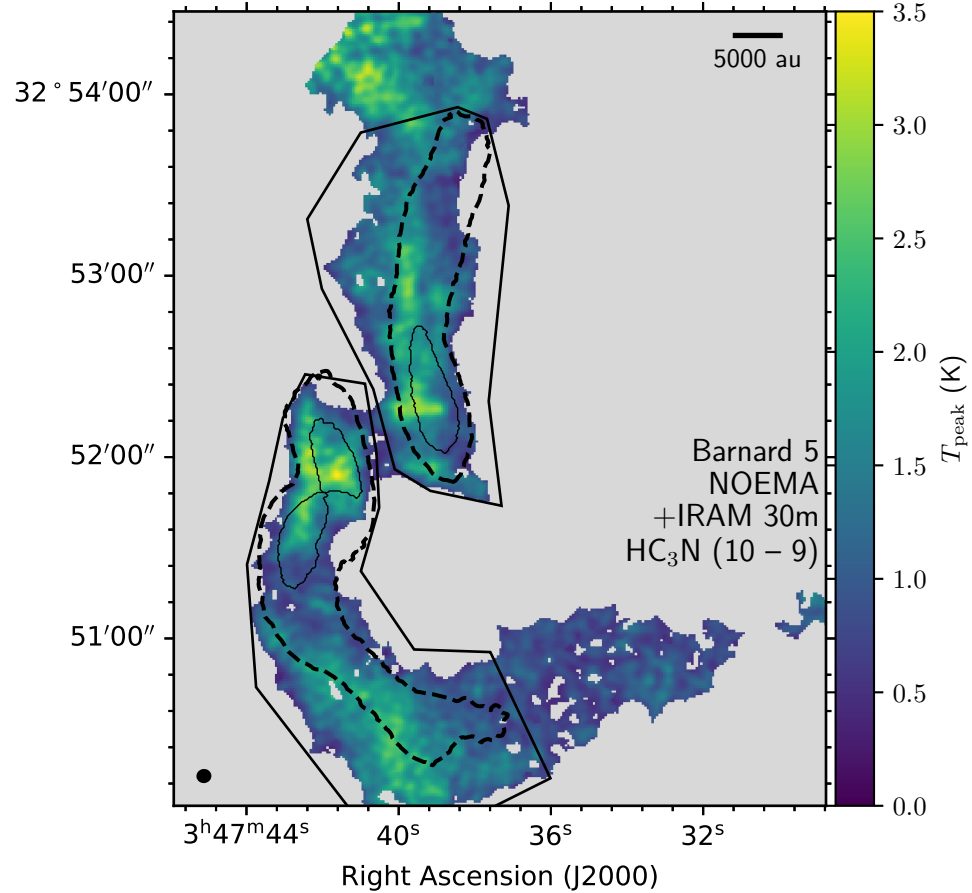 5000 au
32°54′00″
53′00″
52′00″
51′00″
Barnard 5
NOEMA
+IRAM 30m
HC₃N (10 – 9)
3ʰ47ᵐ44ˢ
40ˢ
36ˢ
32ˢ
Right Ascension (J2000)
3.5
3.0
2.5
2.0
1.5
1.0
0.5
0.0
T_peak (K)